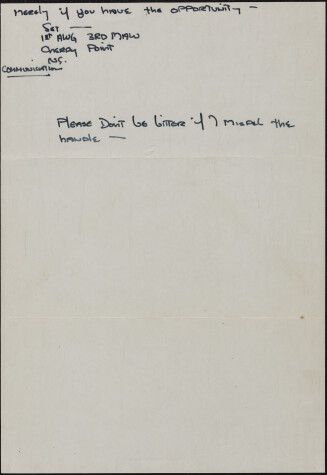 merely if you have the opportunity —
Sgt ——
1st AWG 3RD MAW
Cherry Point
N.C.
COMMUNICATION
Please Don't be bitter if I mispel the
handle —